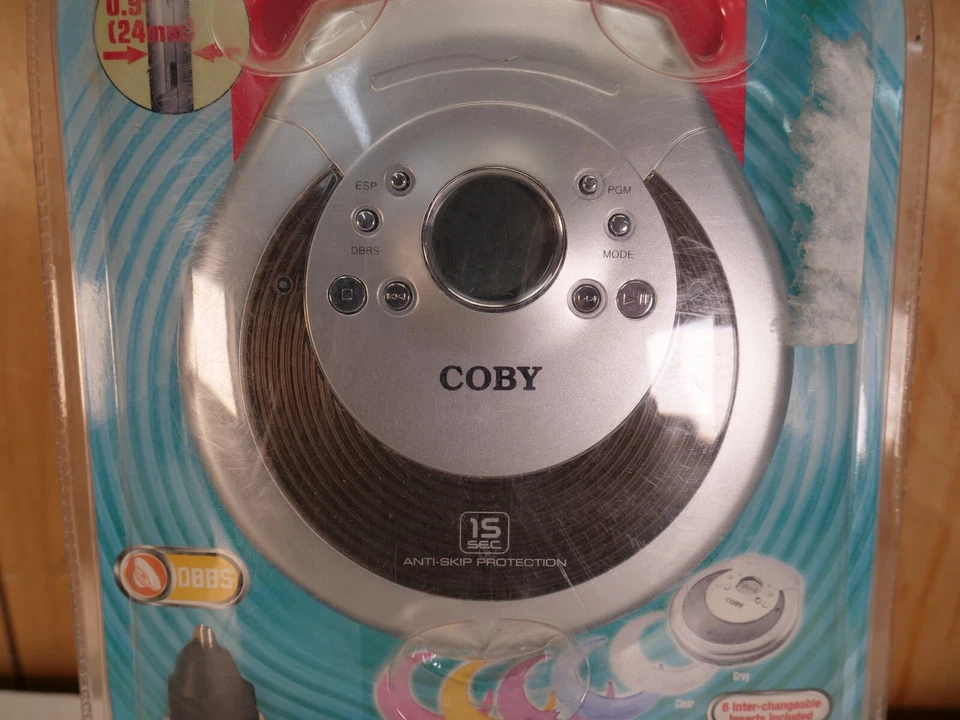 0.9"
(24mm)
ESP
PGM
DBBS
MODE
COBY
15
SEC
ANTI-SKIP PROTECTION
DBBS
COBY
Gray
Clear
6 Inter-changeable
Inserts Included